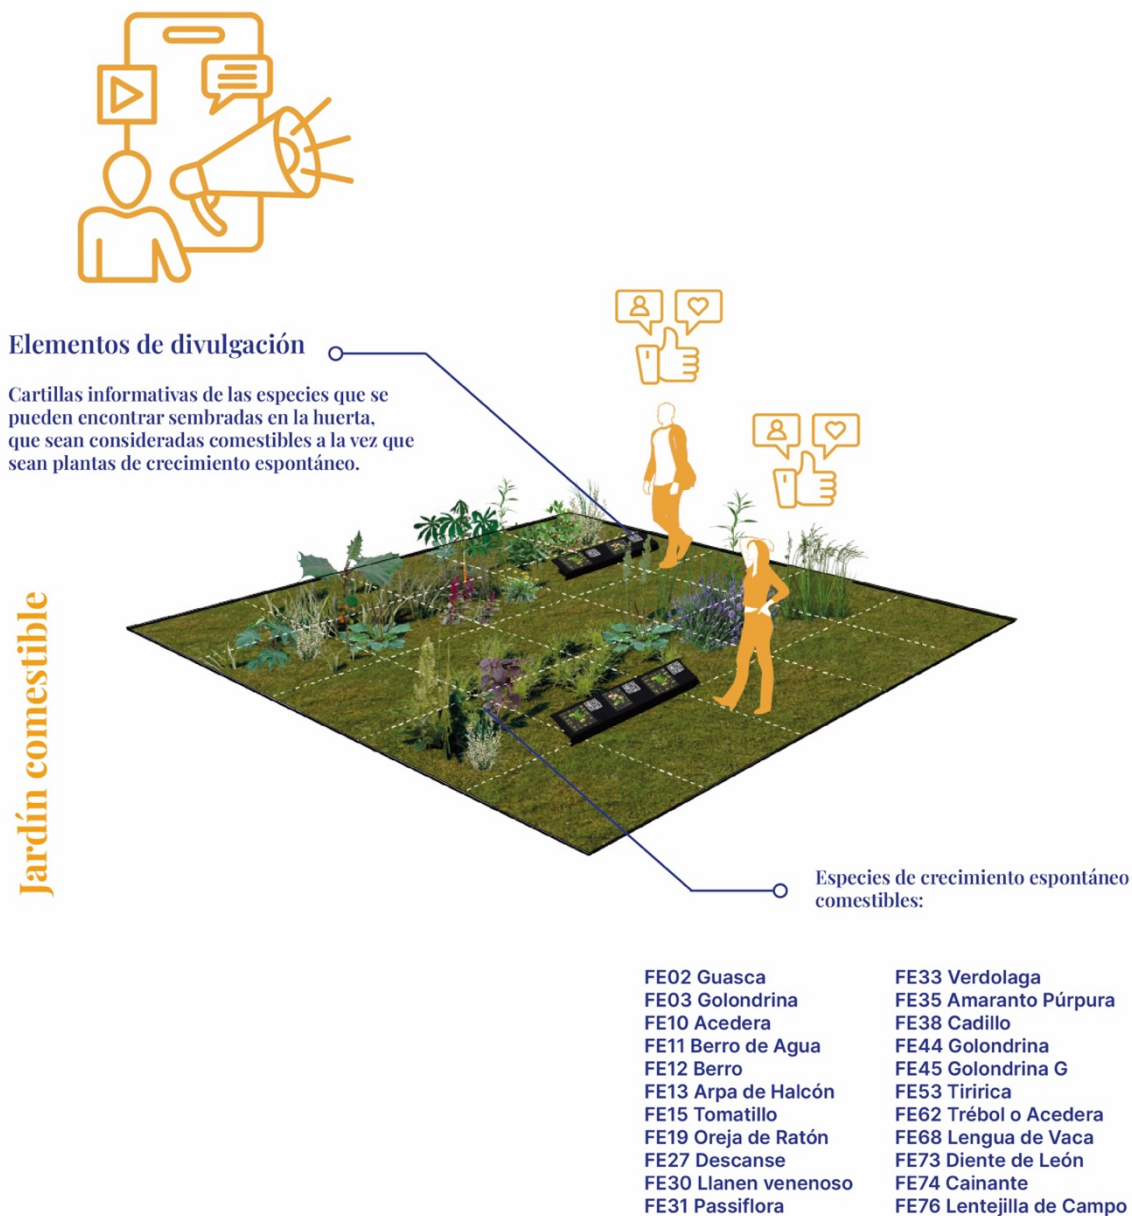 Elementos de divulgación
Cartillas informativas de las especies que se
pueden encontrar sembradas en la huerta,
que sean consideradas comestibles a la vez que
sean plantas de crecimiento espontáneo.
Jardín comestible
Especies de crecimiento espontáneo
comestibles:
FE02 Guasca
FE03 Golondrina
FE10 Acedera
FE11 Berro de Agua
FE12 Berro
FE13 Arpa de Halcón
FE15 Tomatillo
FE19 Oreja de Ratón
FE27 Descanse
FE30 Llanen venenoso
FE31 Passiflora
FE33 Verdolaga
FE35 Amaranto Púrpura
FE38 Cadillo
FE44 Golondrina
FE45 Golondrina G
FE53 Tiririca
FE62 Trébol o Acedera
FE68 Lengua de Vaca
FE73 Diente de León
FE74 Cainante
FE76 Lentejilla de Campo